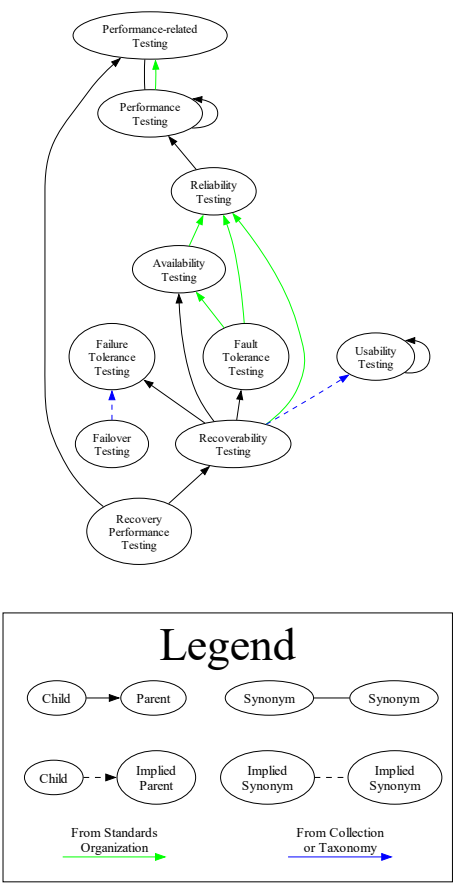 Performance-related
Testing
Performance
Testing
Reliability
Testing
Availability
Testing
Failure
Tolerance
Testing
Fault
Tolerance
Testing
Usability
Testing
Failover
Testing
Recoverability
Testing
Recovery
Performance
Testing
Legend
Child
Parent
Synonym
Synonym
Child
Implied
Parent
Implied
Synonym
Implied
Synonym
From Standards
Organization
From Collection
or Taxonomy